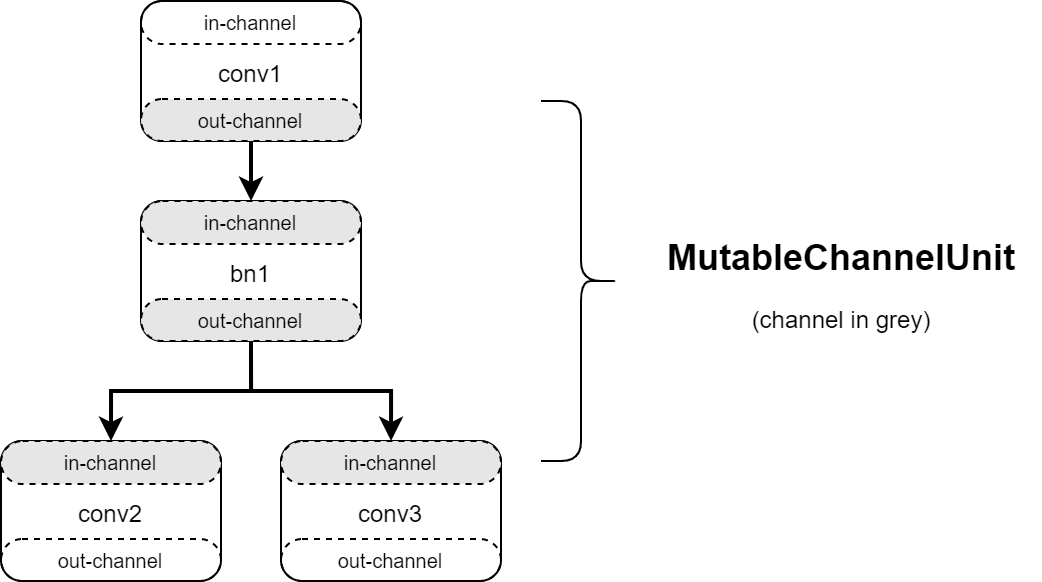 in-channel
conv1
out-channel
in-channel
bn1
out-channel
MutableChannelUnit
(channel in grey)
in-channel
conv2
out-channel
in-channel
conv3
out-channel